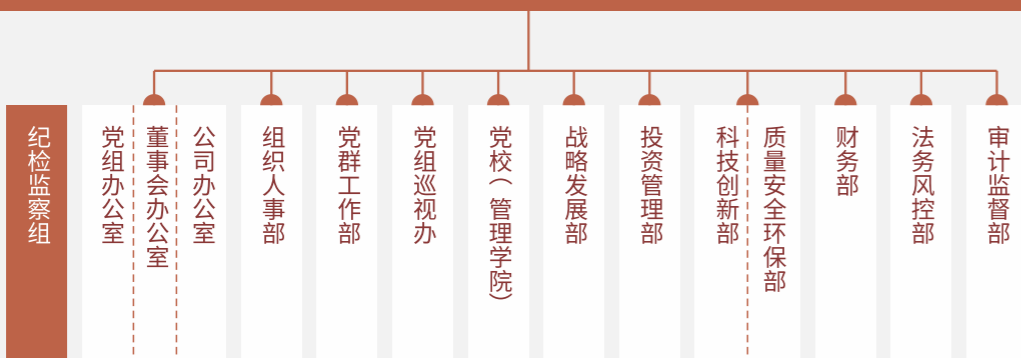 纪检监察组
党组办公室
董事会办公室
公司办公室
组织人事部
党群工作部
党组巡视办
党校（管理学院）
战略发展部
投资管理部
科技创新部
质量安全环保部
财务部
法务风控部
审计监督部